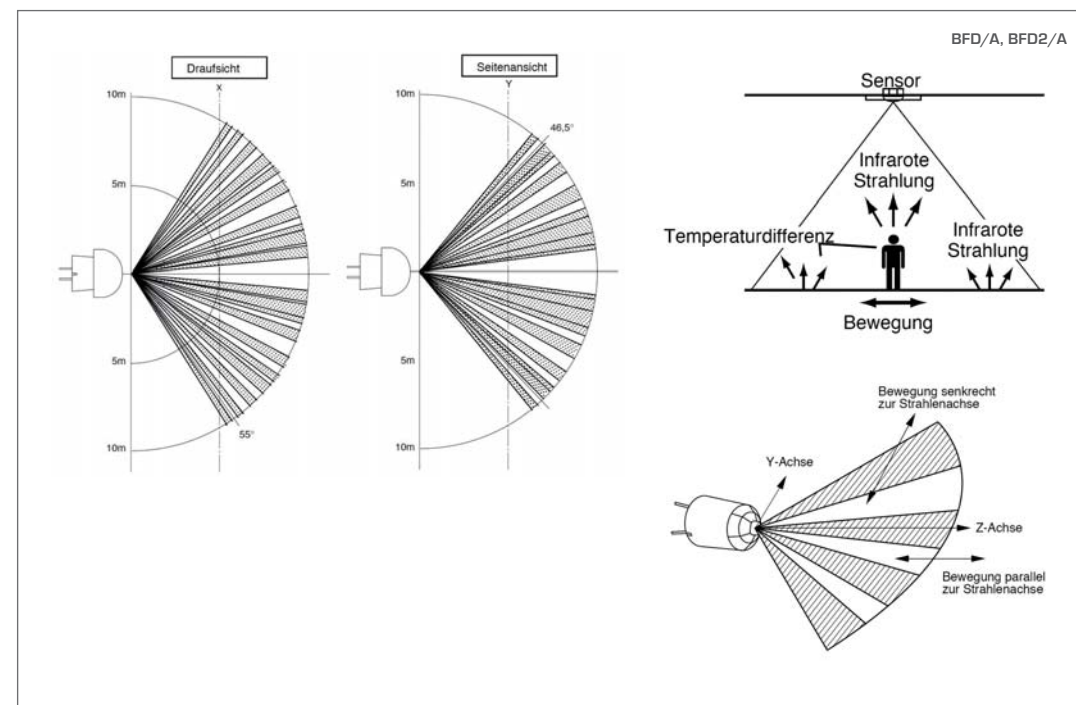 BFD/A, BFD2/A
Draufsicht
X
10m
5m
5m
10m
55°
Seitenansicht
Y
10m
46,5°
5m
5m
10m
Sensor
Infrarote
Strahlung
Temperaturdifferenz
Infrarote
Strahlung
Bewegung
Bewegung senkrecht
zur Strahlenachse
Y-Achse
Z-Achse
Bewegung parallel
zur Strahlenachse